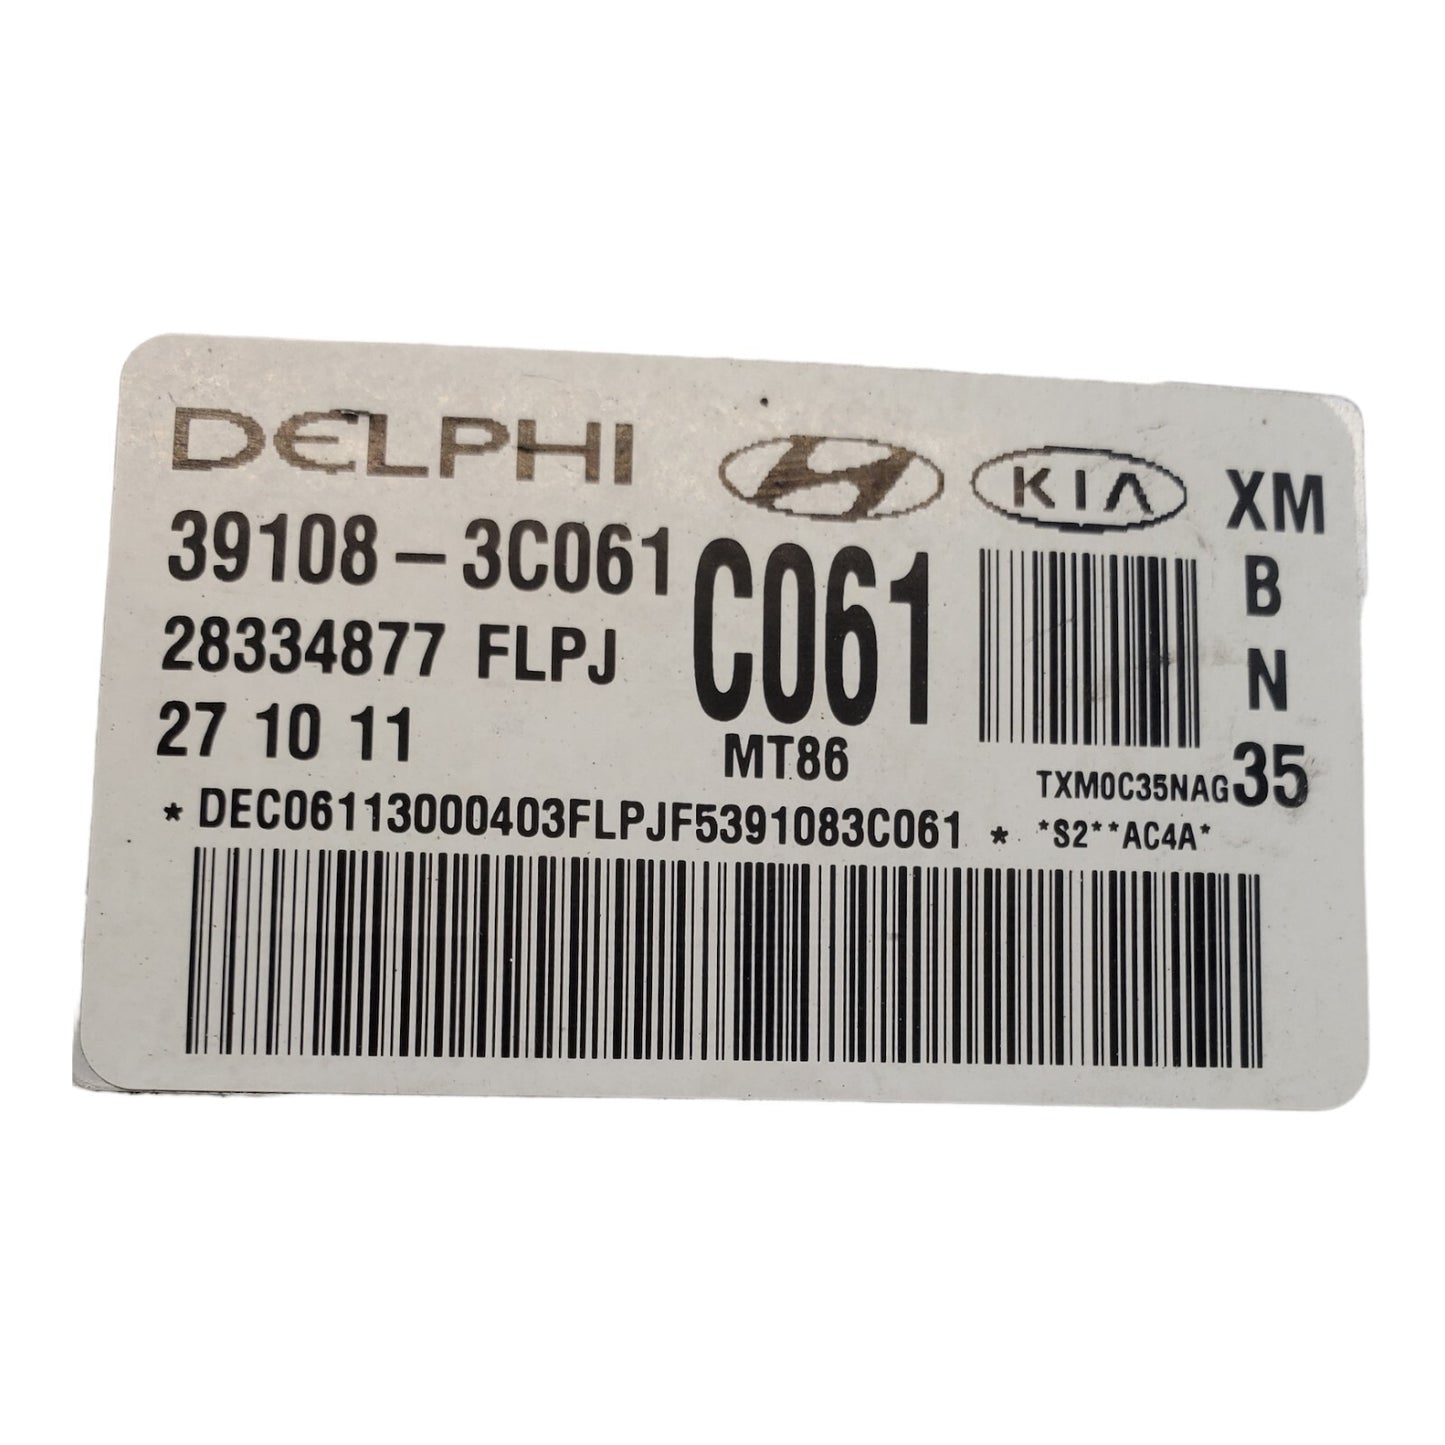 DELPHI KIA XM
39108-3C061 C061 B
28334877 FLPJ N
27 10 11 MT86 35
TXM0C35NAG
* DEC06113000403FLPJF5391083C061 * *S2**AC4A*